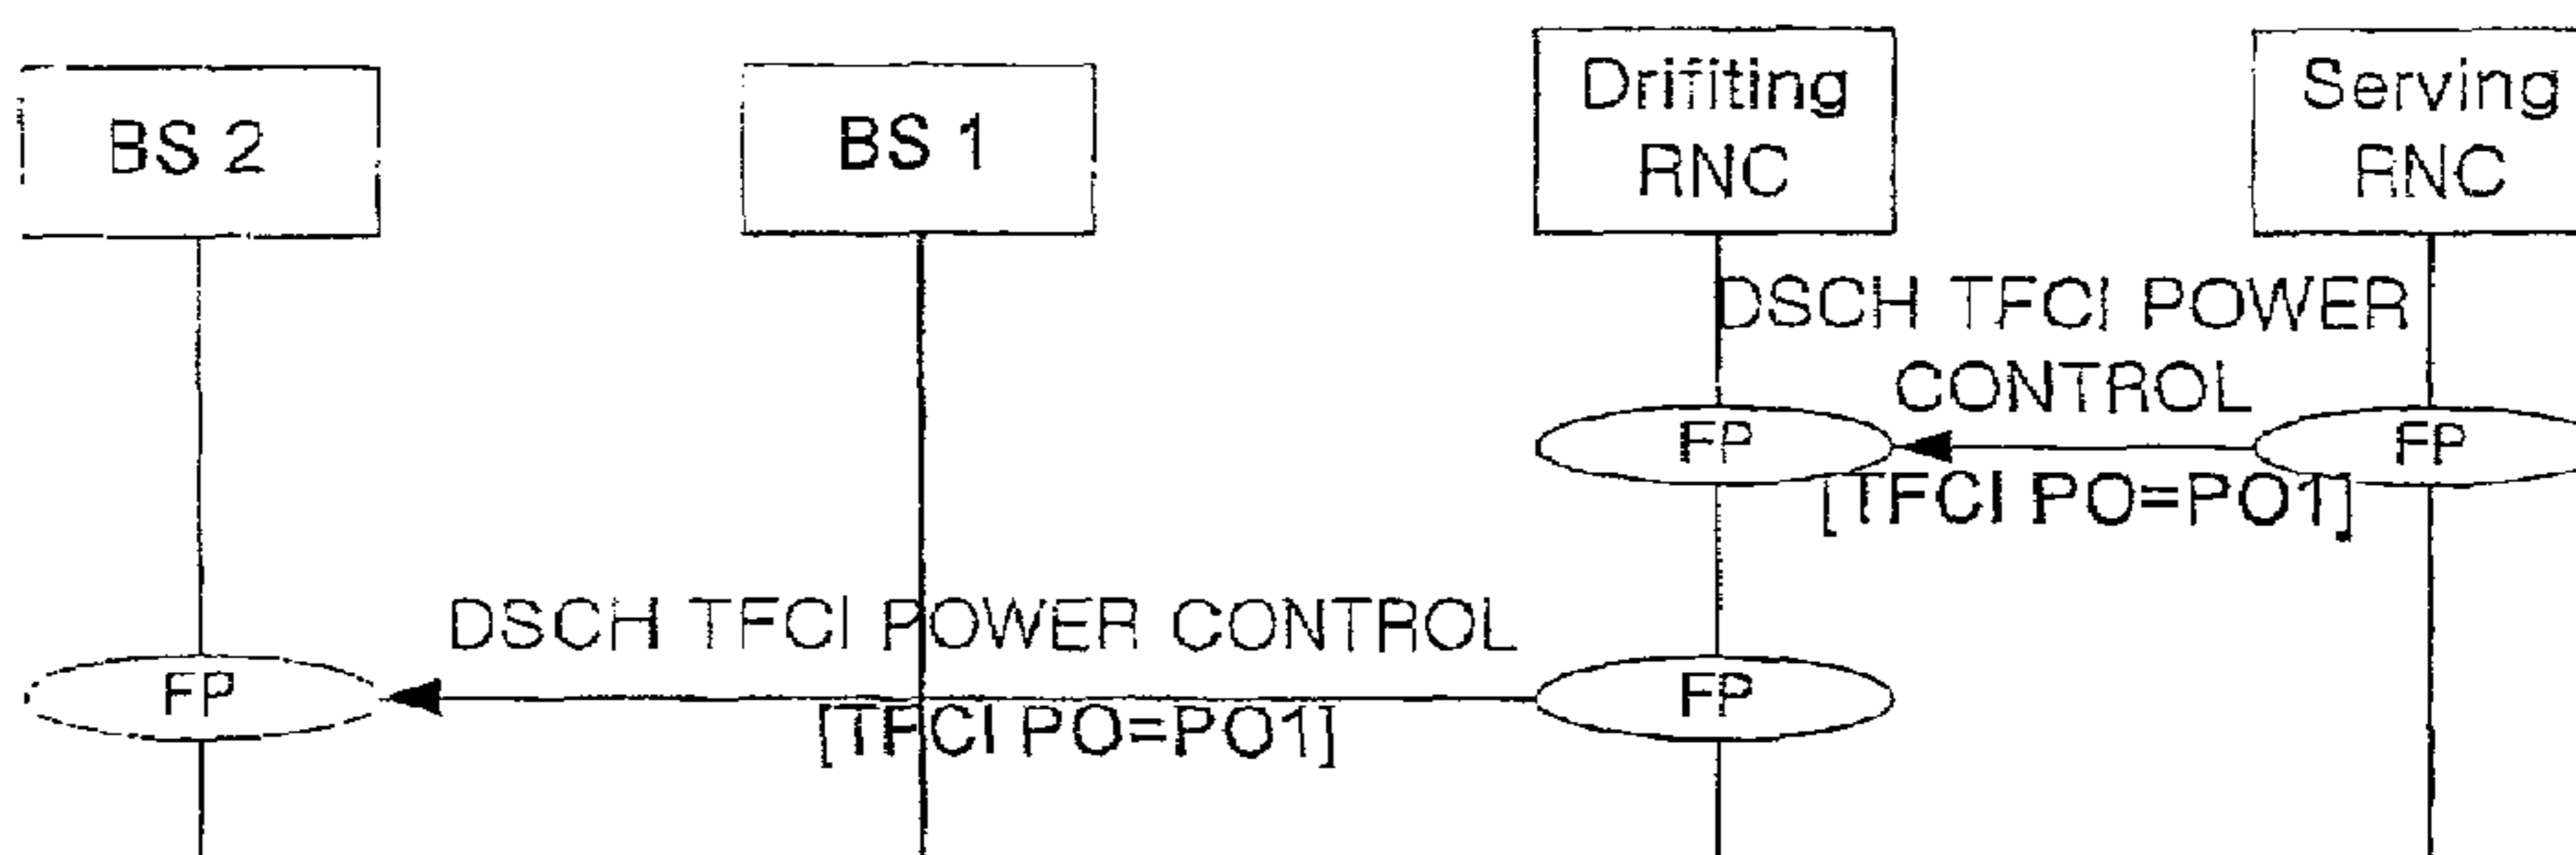 BS 2
BS 1
Drifiting
RNC
Serving
RNC
DSCH TFCI POWER
CONTROL
FP
FP
[TFCI PO=PO1]
DSCH TFCI POWER CONTROL
FP
FP
[TFCI PO=PO1]